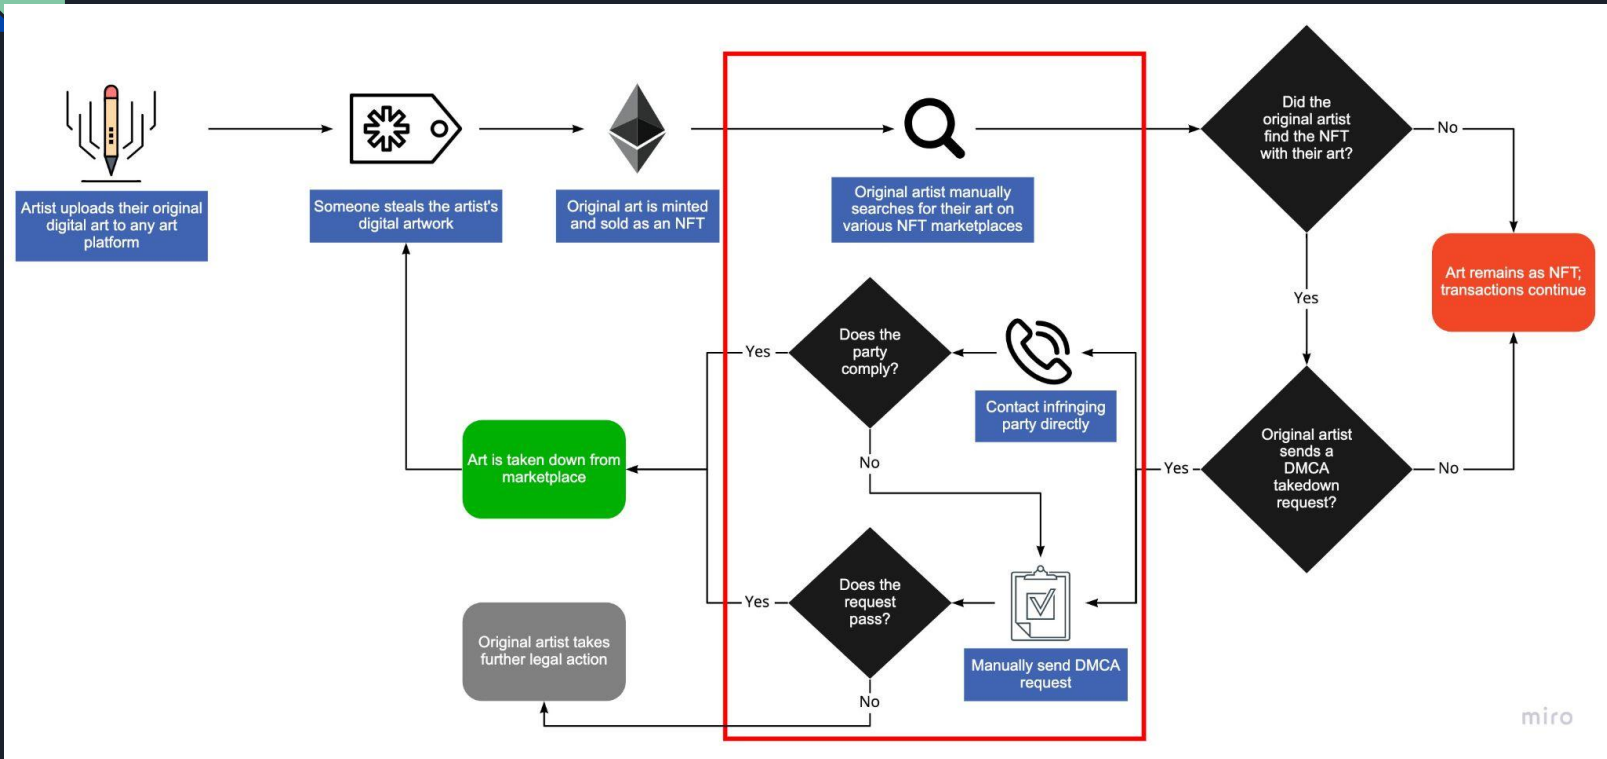 Artist uploads their original
digital art to any art
platform
Someone steals the artist's
digital artwork
Original art is minted
and sold as an NFT
Original artist manually
searches for their art on
various NFT marketplaces
Did the
original artist
find the NFT
with their art?
No
Art remains as NFT;
transactions continue
Yes
Original artist
sends a
DMCA
takedown
request?
No
Yes
Contact infringing
party directly
Does the
party
comply?
Yes
No
Manually send DMCA
request
Does the
request
pass?
Yes
No
Art is taken down from
marketplace
Original artist takes
further legal action
miro